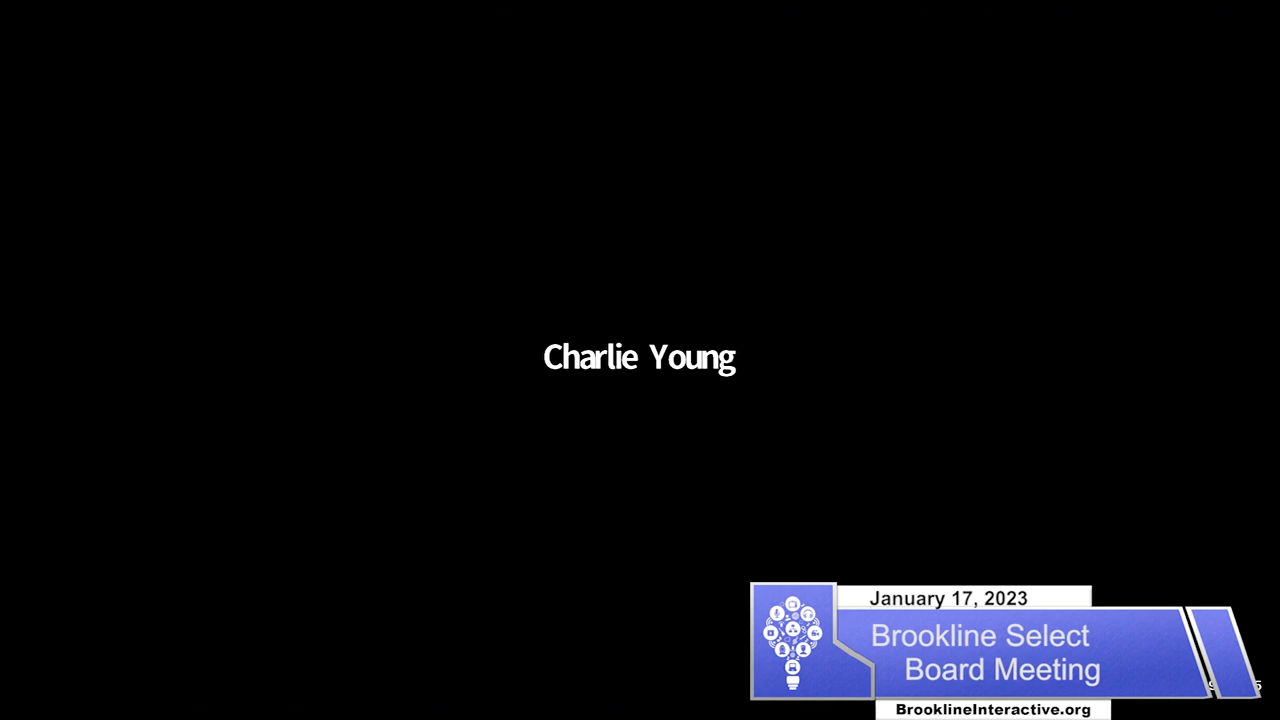 Charlie Young
January 17, 2023
Brookline Select
Board Meeting
BrooklineInteractive.org